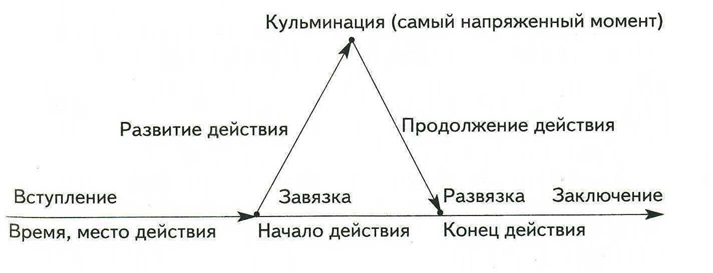 Кульминация (самый напряженный момент)
Развитие действия
Продолжение действия
Вступление
Завязка
Развязка
Заключение
Время, место действия
Начало действия
Конец действия